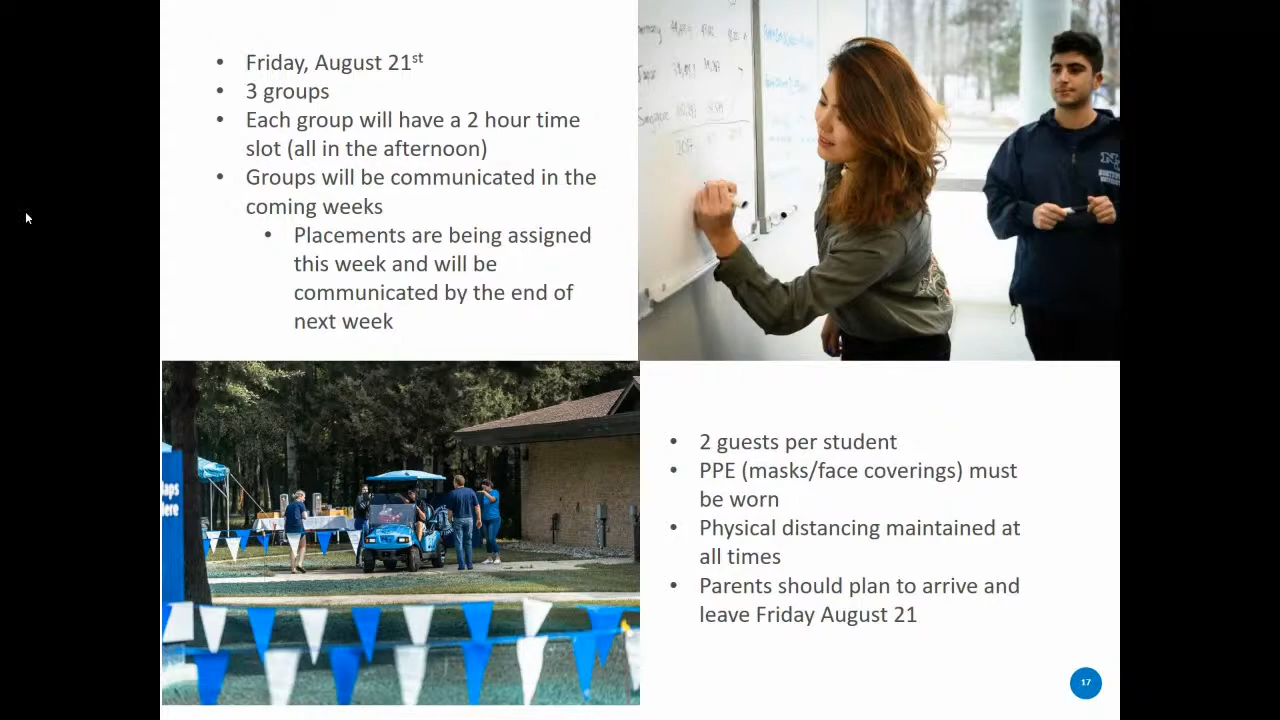 • Friday, August 21st
• 3 groups
• Each group will have a 2 hour time
slot (all in the afternoon)
• Groups will be communicated in the
coming weeks
• Placements are being assigned
this week and will be
communicated by the end of
next week
• 2 guests per student
• PPE (masks/face coverings) must
be worn
• Physical distancing maintained at
all times
• Parents should plan to arrive and
leave Friday August 21
17